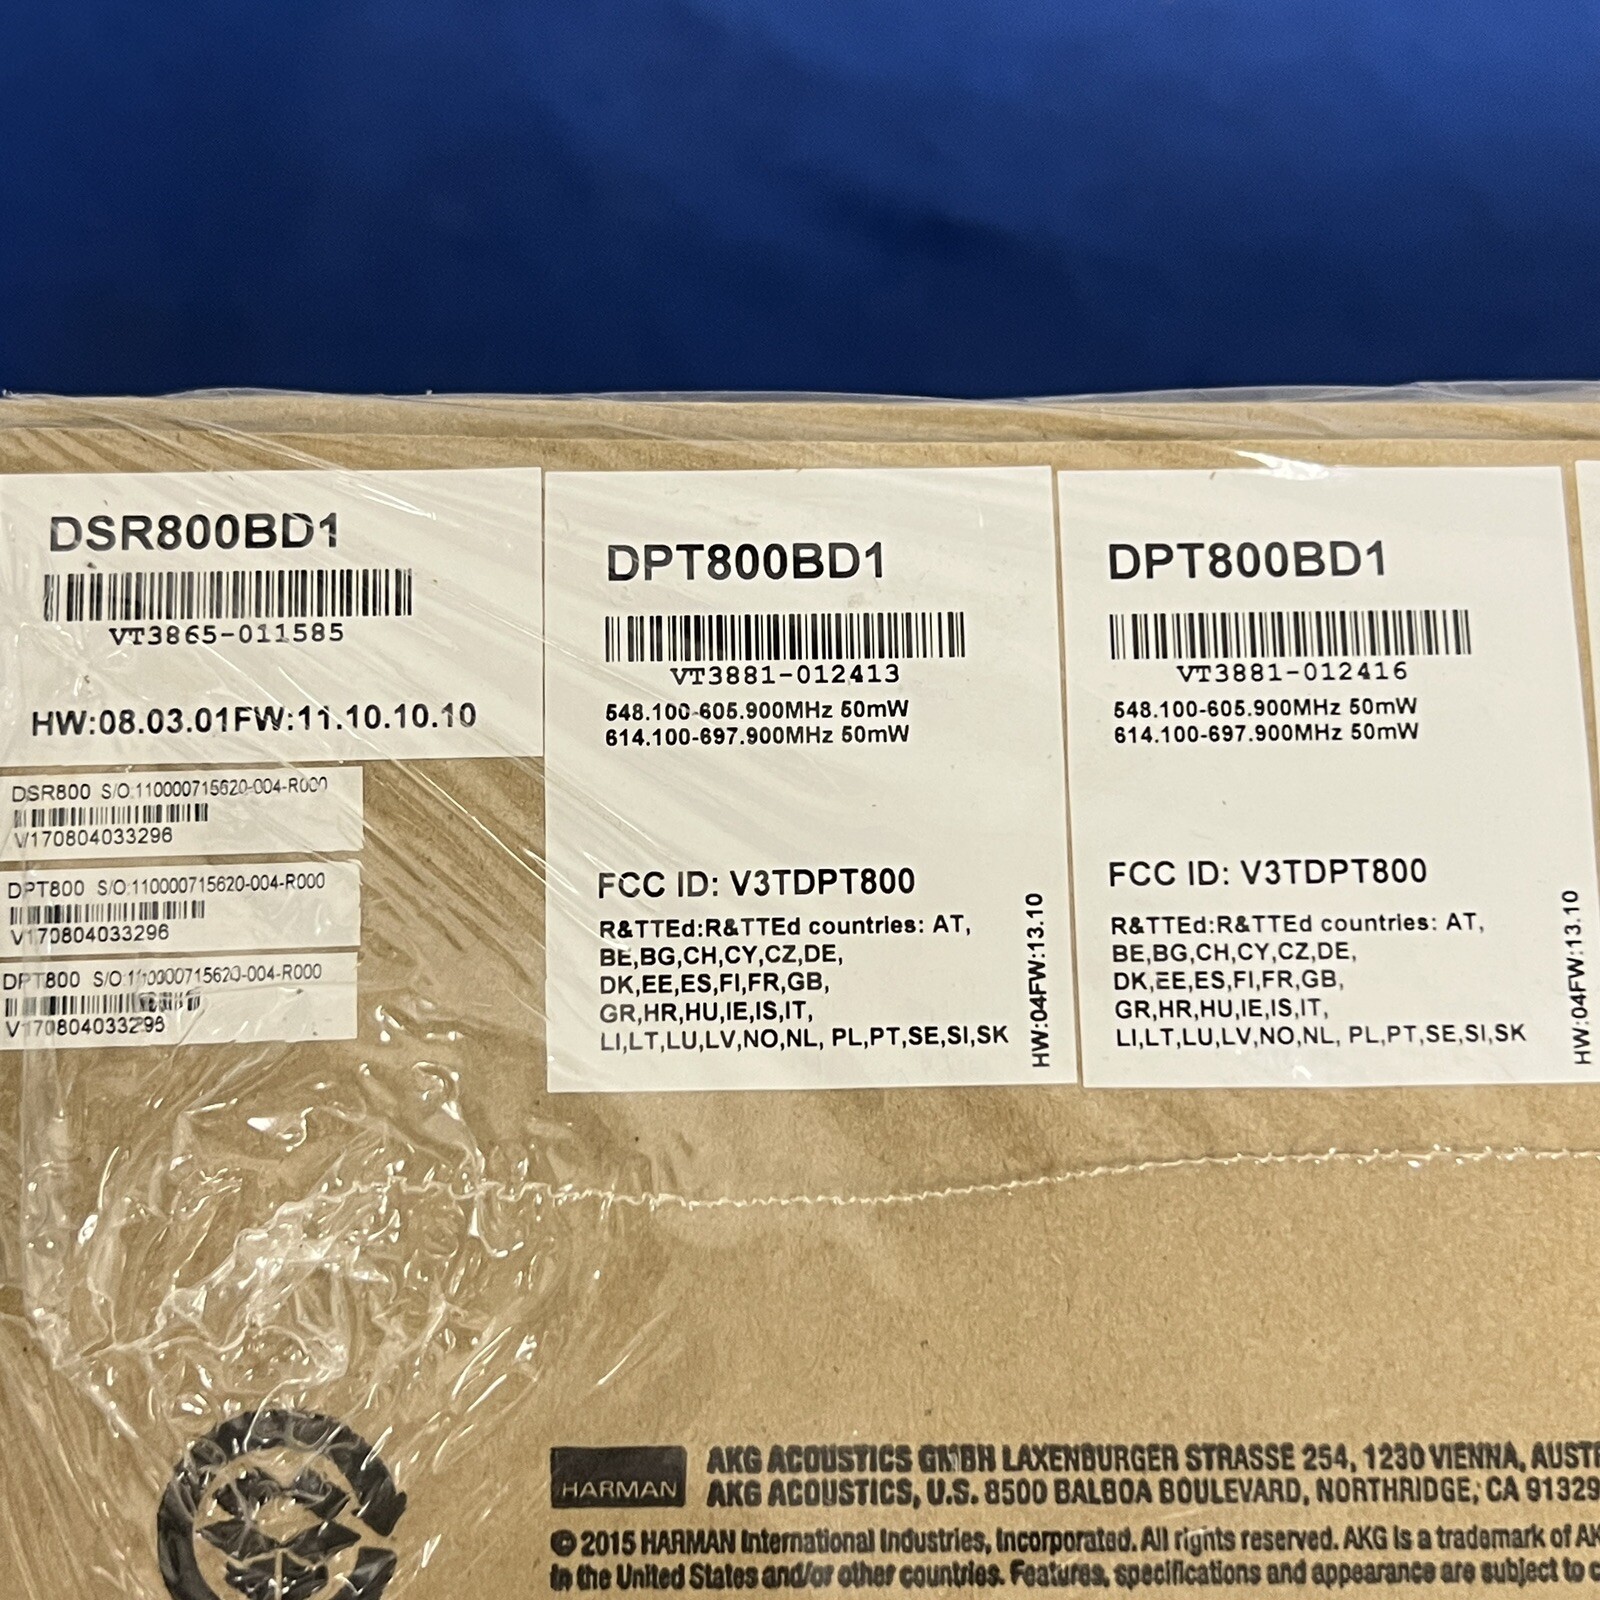 DSR800BD1
VT3865-011585
HW:08.03.01FW:11.10.10.10
DSR800 S/O:110000715620-004-R000
V170804033296
DPT800 S/O:110000715620-004-R000
V170804033296
DPT800 S/O:110000715620-004-R000
V170804033296
DPT800BD1
VT3881-012413
548.100-605.900MHz 50mW
614.100-697.900MHz 50mW
FCC ID: V3TDPT800
R&TTEd:R&TTEd countries: AT,
BE,BG,CH,CY,CZ,DE,
DK,EE,ES,FI,FR,GB,
GR,HR,HU,IE,IS,IT,
LI,LT,LU,LV,NO,NL, PL,PT,SE,SI,SK
HW:04FW:13.10
DPT800BD1
VT3881-012416
548.100-605.900MHz 50mW
614.100-697.900MHz 50mW
FCC ID: V3TDPT800
R&TTEd:R&TTEd countries: AT,
BE,BG,CH,CY,CZ,DE,
DK,EE,ES,FI,FR,GB,
GR,HR,HU,IE,IS,IT,
LI,LT,LU,LV,NO,NL, PL,PT,SE,SI,SK
HW:04FW:13.10
HARMAN
AKG ACOUSTICS GMBH LAXENBURGER STRASSE 254, 1230 VIENNA, AUST
AKG ACOUSTICS, U.S. 8500 BALBOA BOULEVARD, NORTHRIDGE, CA 91329
© 2015 HARMAN International Industries, Incorporated. All rights reserved. AKG is a trademark of AK
in the United States and/or other countries. Features, specifications and appearance are subject to c